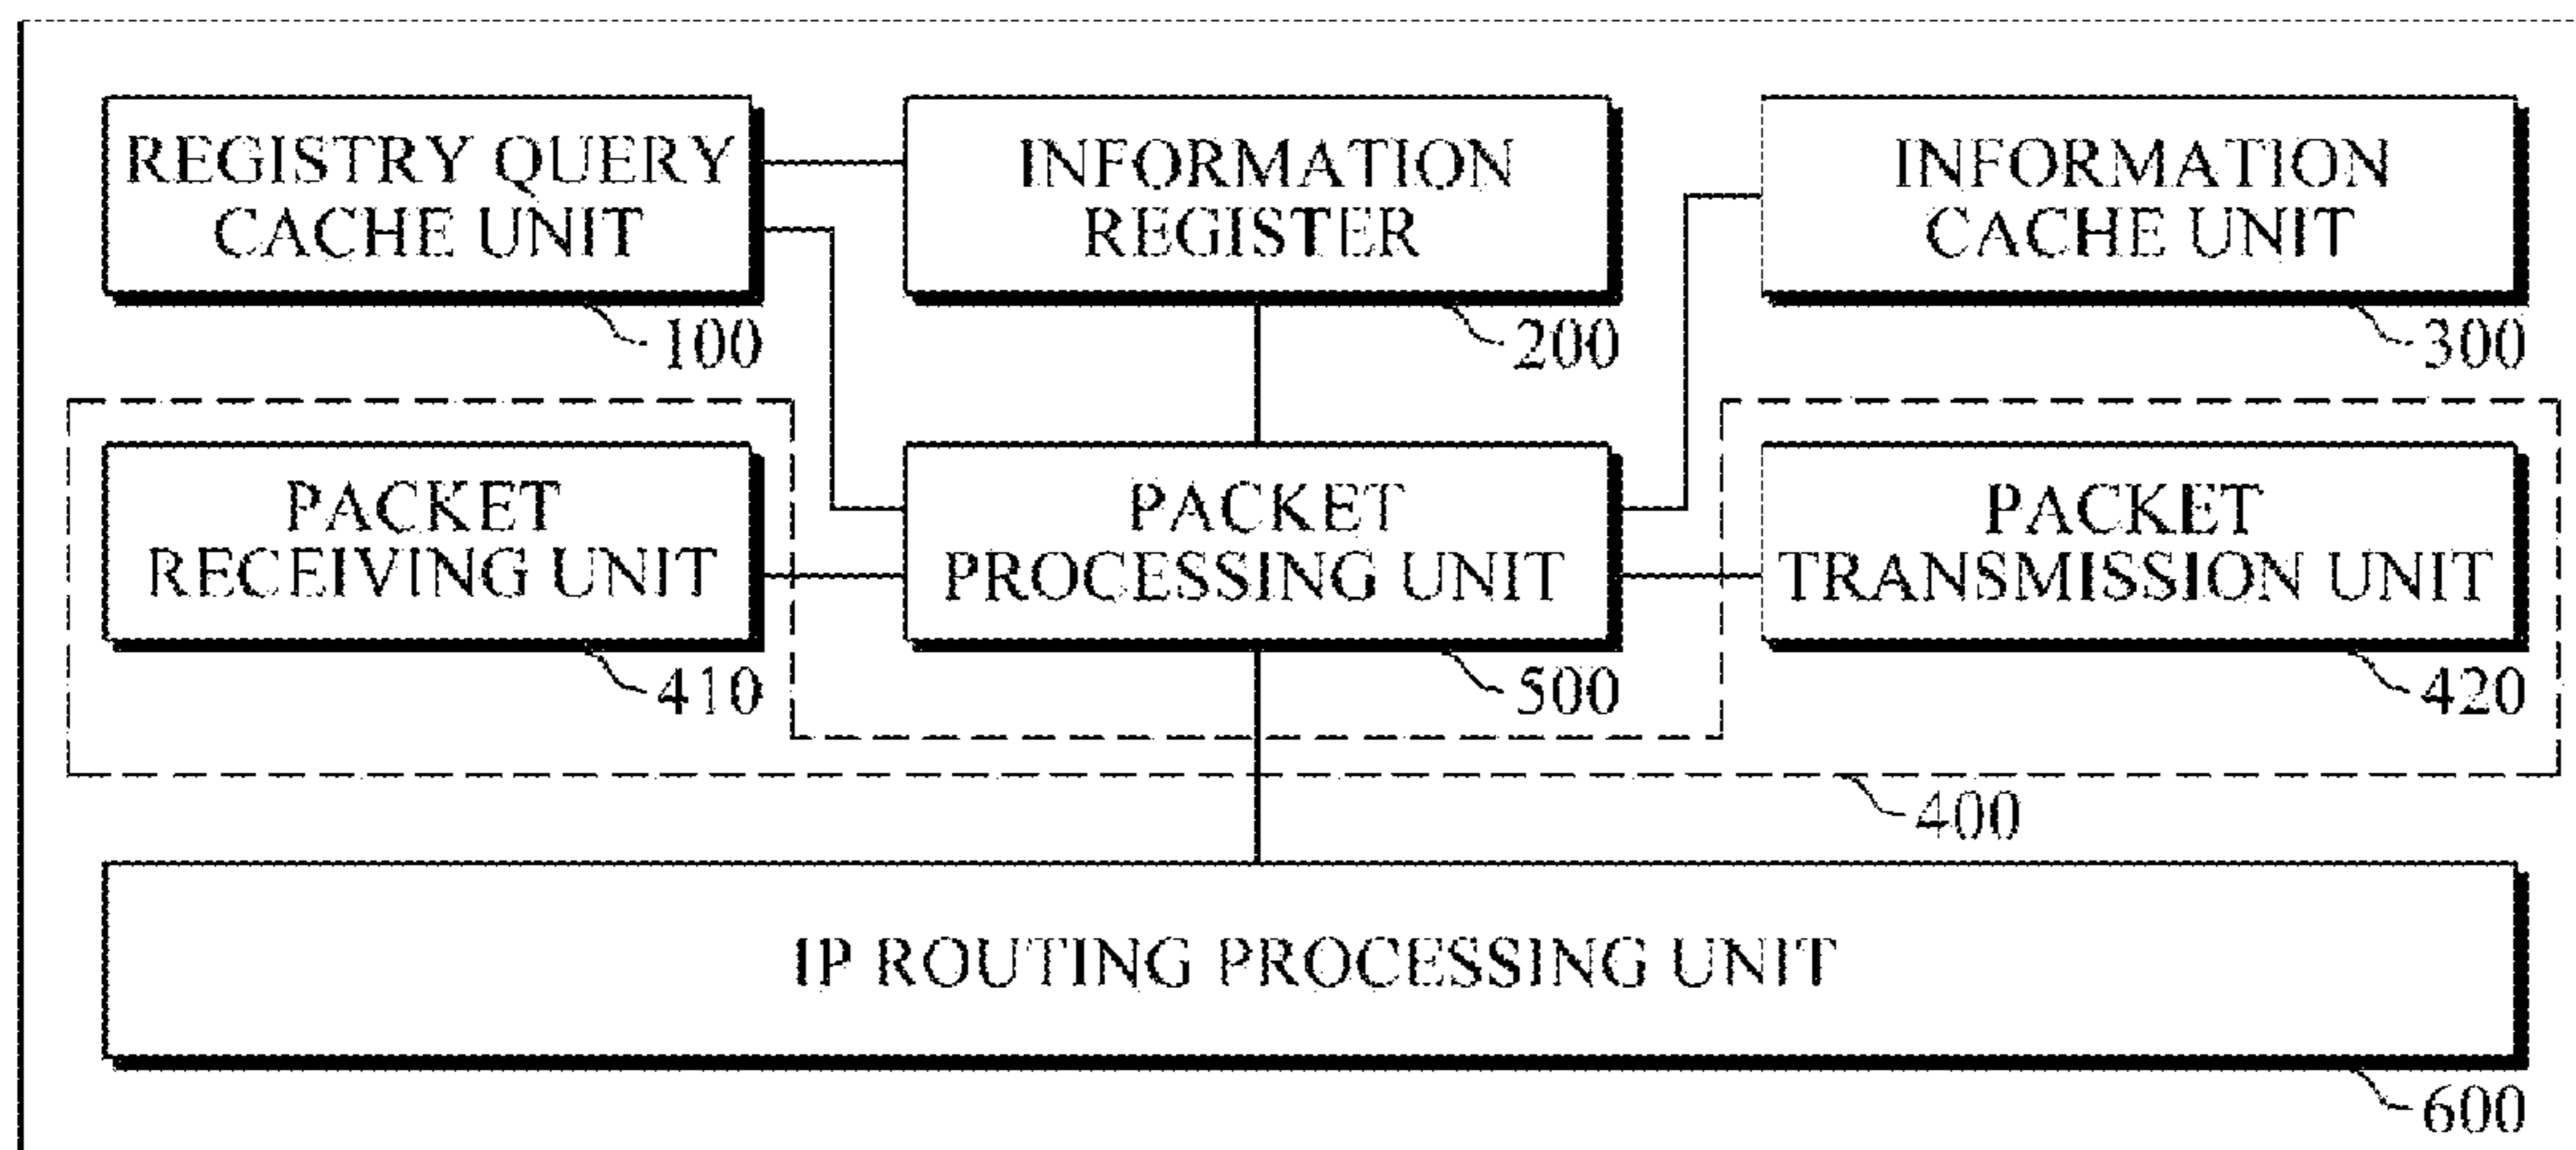 REGISTRY QUERY
CACHE UNIT
100
INFORMATION
REGISTER
200
INFORMATION
CACHE UNIT
300
PACKET
RECEIVING UNIT
410
PACKET
PROCESSING UNIT
500
PACKET
TRANSMISSION UNIT
420
400
IP ROUTING PROCESSING UNIT
600